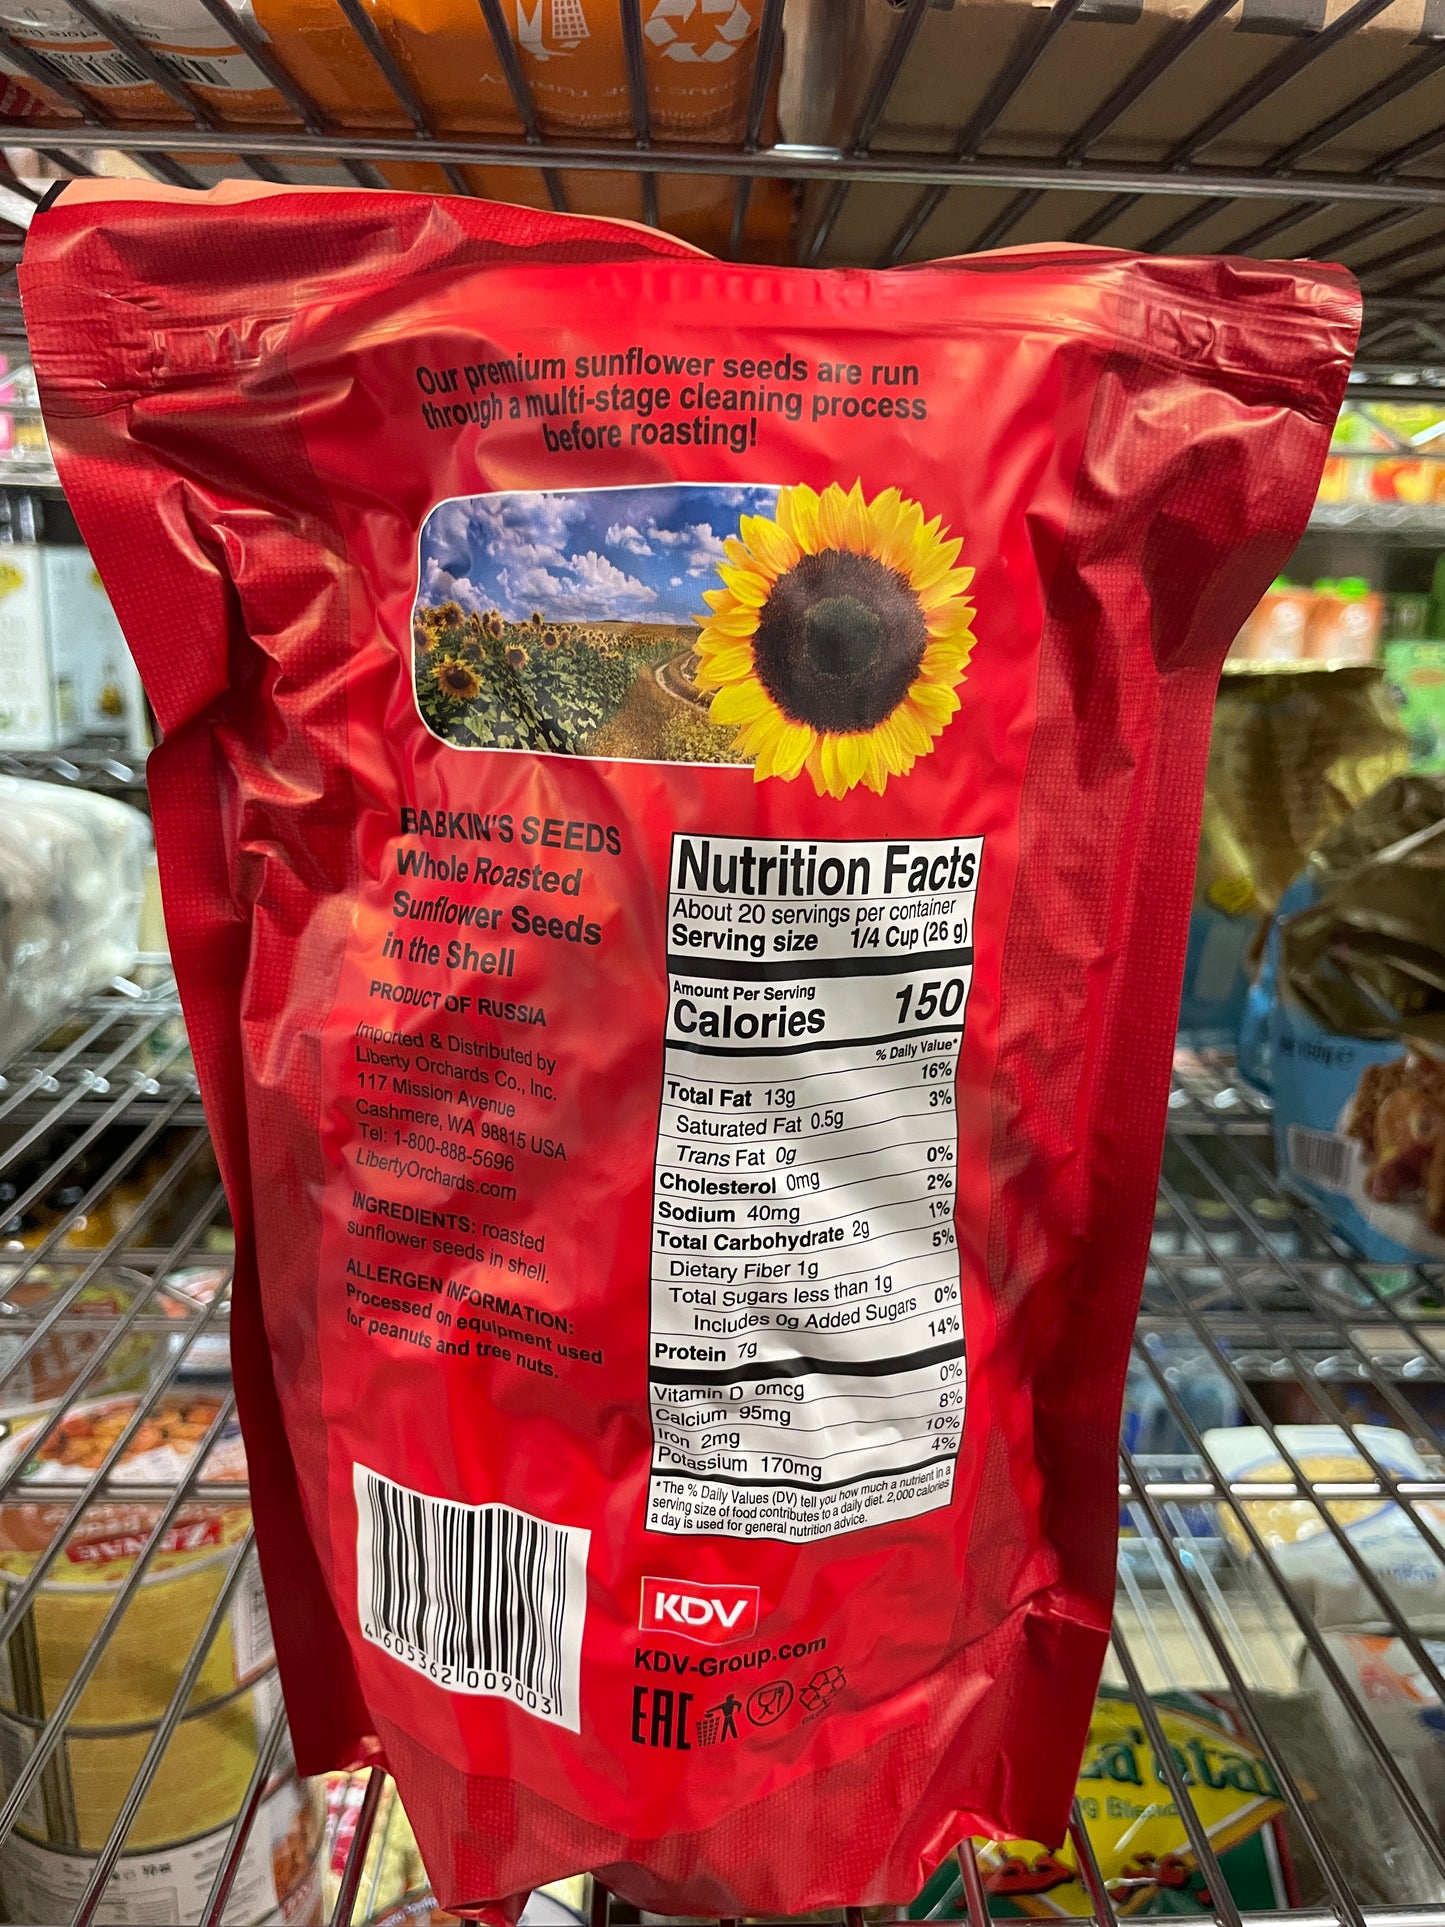 Our premium sunflower seeds are run
through a multi-stage cleaning process
before roasting!
BABKIN'S SEEDS
Whole Roasted
Sunflower Seeds
in the Shell
PRODUCT OF RUSSIA
Imported & Distributed by
Liberty Orchards Co., Inc.
117 Mission Avenue
Cashmere, WA 98815 USA
Tel: 1-800-888-5696
LibertyOrchards.com
INGREDIENTS: roasted
sunflower seeds in shell.
ALLERGEN INFORMATION:
Processed on equipment used
for peanuts and tree nuts.
4 605362 009003
Nutrition Facts
About 20 servings per container
Serving size 1/4 Cup (26 g)
Amount Per Serving
Calories 150
% Daily Value*
Total Fat 13g 16%
Saturated Fat 0.5g 3%
Trans Fat 0g
Cholesterol 0mg 0%
Sodium 40mg 2%
Total Carbohydrate 2g 1%
Dietary Fiber 1g 5%
Total Sugars less than 1g
Includes 0g Added Sugars 0%
Protein 7g 14%
Vitamin D 0mcg 0%
Calcium 95mg 8%
Iron 2mg 10%
Potassium 170mg 4%
*The % Daily Values (DV) tell you how much a nutrient in a
serving size of food contributes to a daily diet. 2,000 calories
a day is used for general nutrition advice.
KDV
KDV-Group.com
EAC